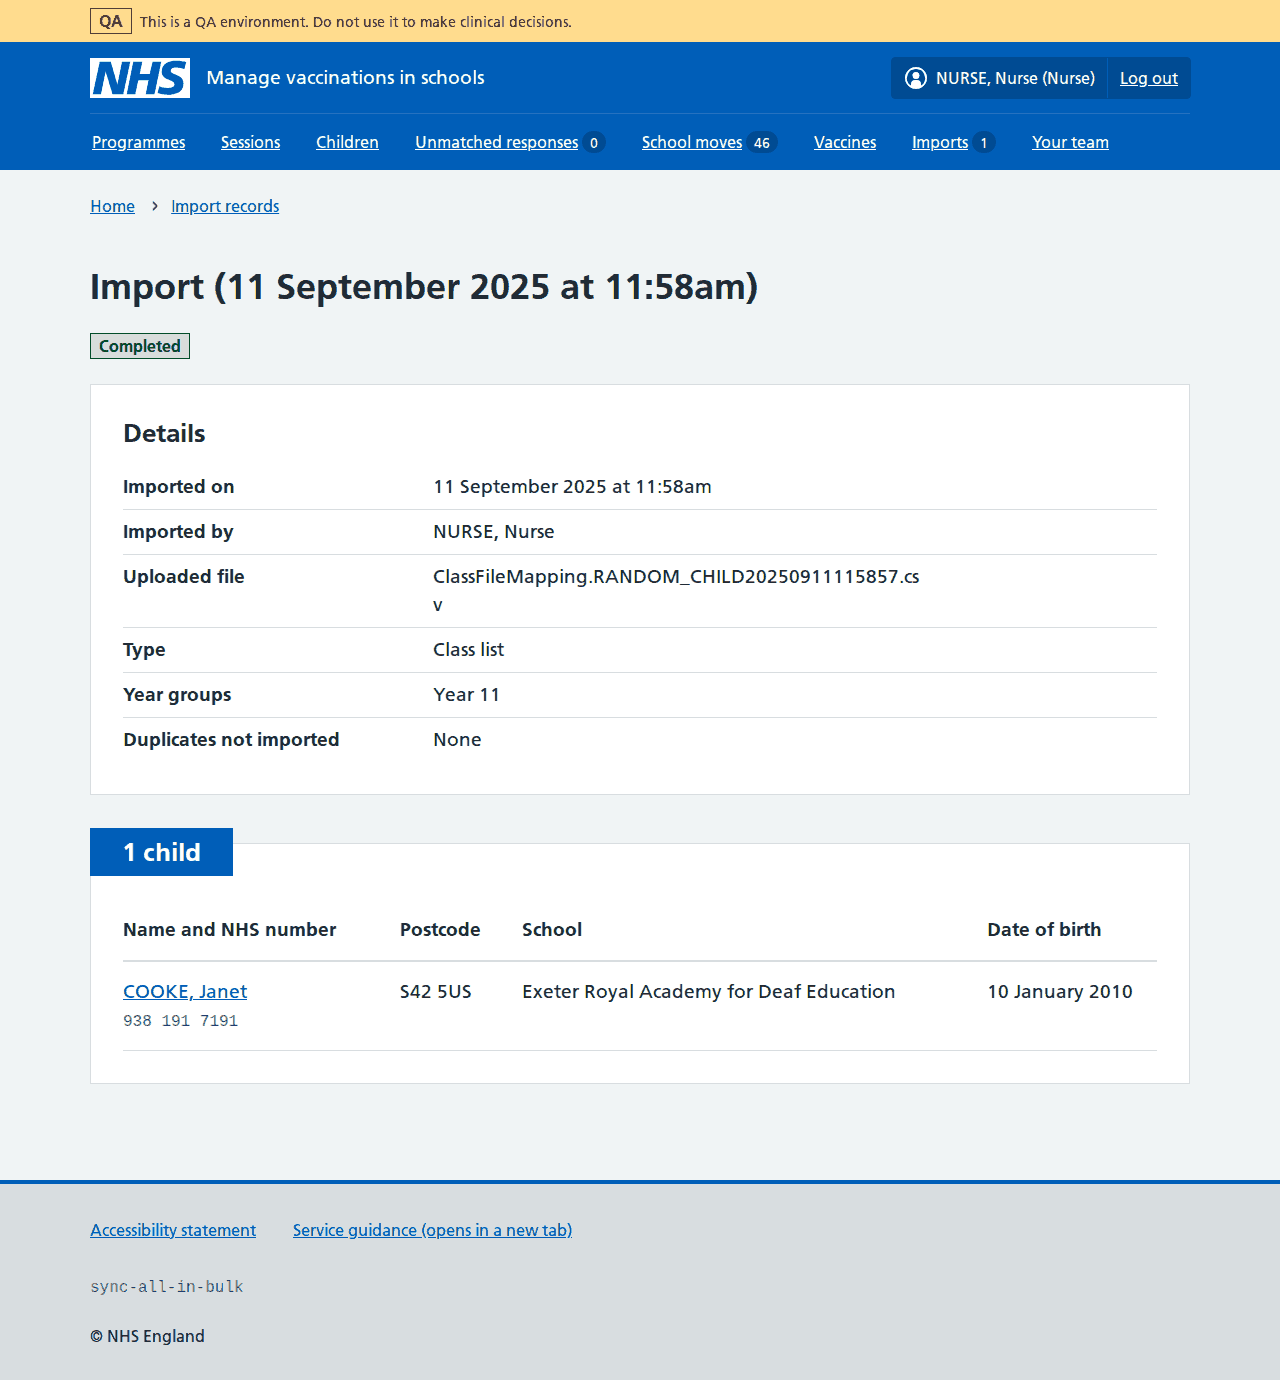 QA This is a QA environment. Do not use it to make clinical decisions.
NHS Manage vaccinations in schools NURSE, Nurse (Nurse) Log out
Programmes Sessions Children Unmatched responses 0 School moves 46 Vaccines Imports 1 Your team
Home Import records
Import (11 September 2025 at 11:58am)
Completed
Details
Imported on 11 September 2025 at 11:58am
Imported by NURSE, Nurse
Uploaded file ClassFileMapping.RANDOM_CHILD20250911115857.cs
v
Type Class list
Year groups Year 11
Duplicates not imported None
1 child
Name and NHS number Postcode School Date of birth
COOKE, Janet S42 5US Exeter Royal Academy for Deaf Education 10 January 2010
938 191 7191
Accessibility statement Service guidance (opens in a new tab)
sync-all-in-bulk
© NHS England